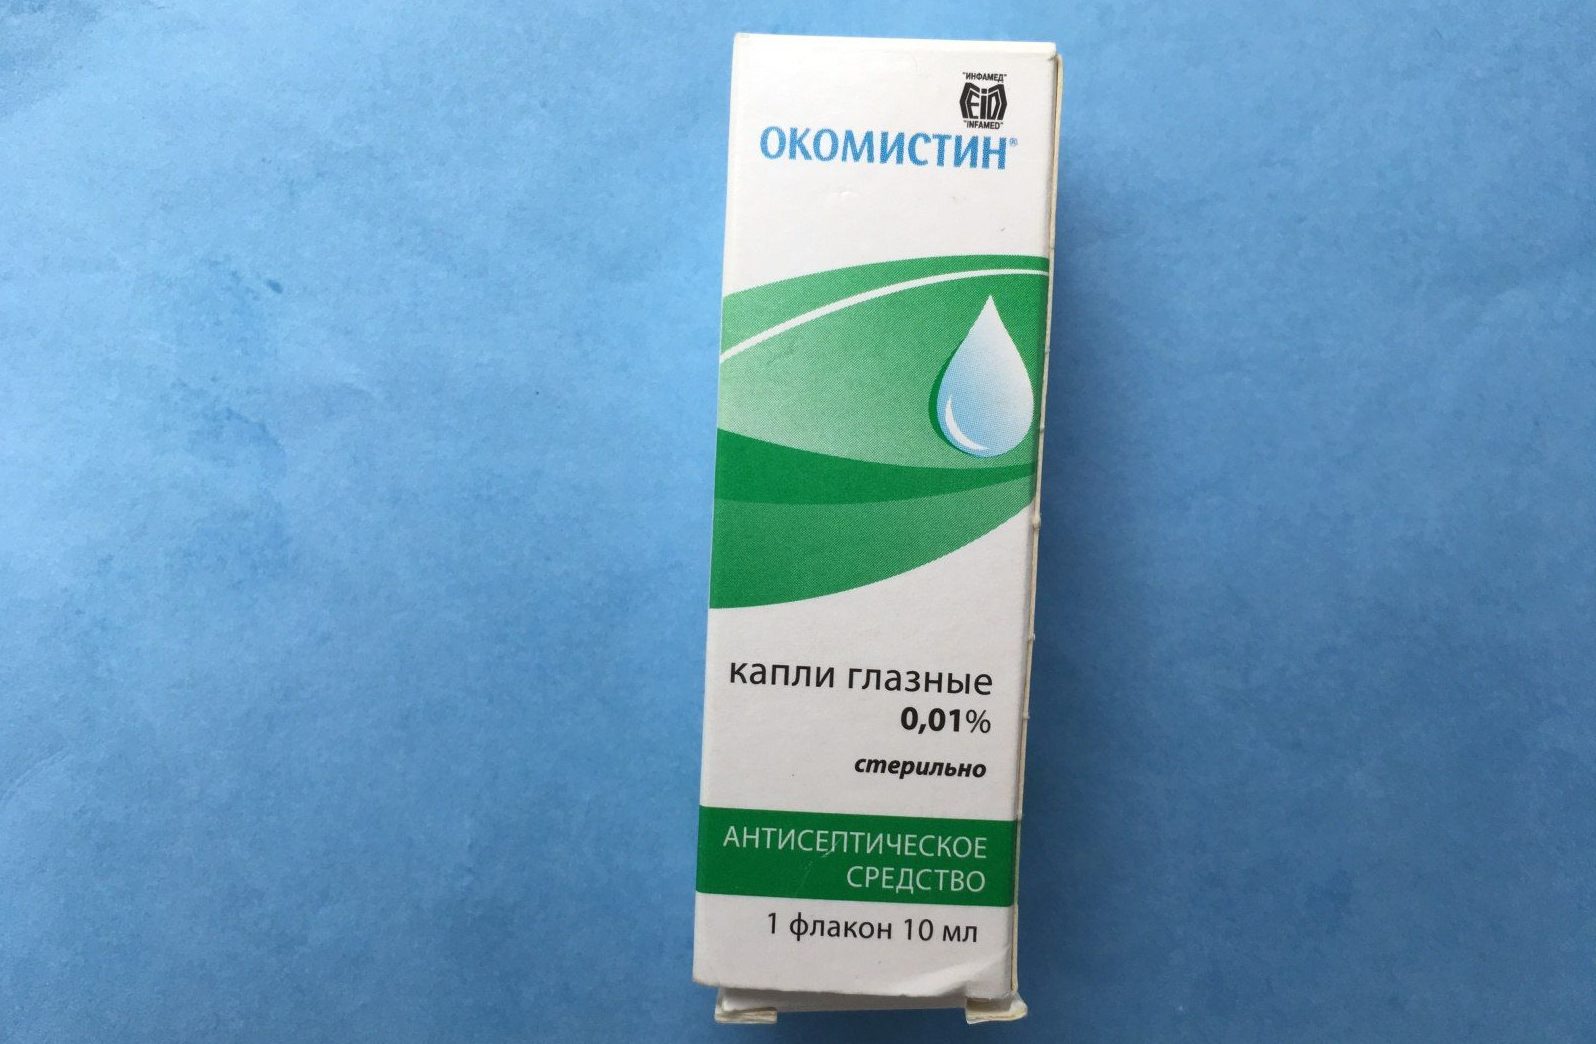 "ИНФАМЕД"
"INFAMED"
ОКОМИСТИН®
капли глазные
0,01%
стерильно
АНТИСЕПТИЧЕСКОЕ
СРЕДСТВО
1 флакон 10 мл